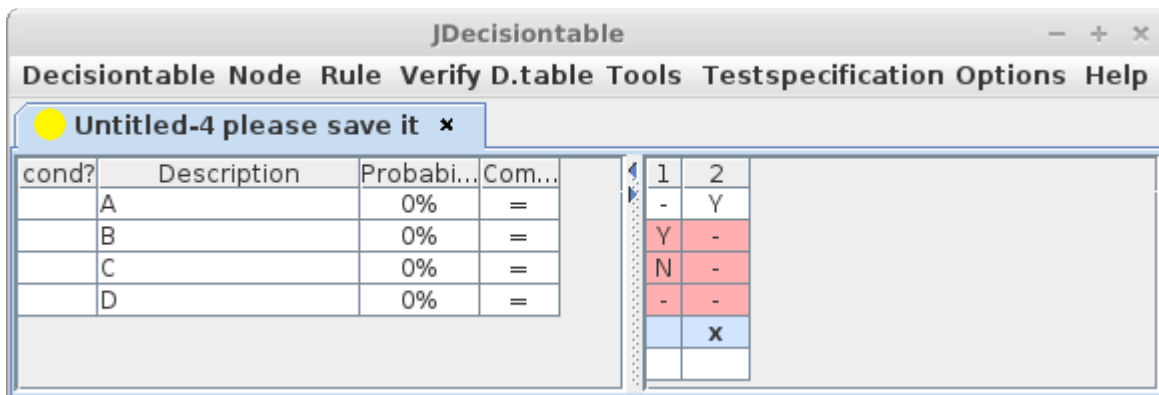 JDecisiontable
Decisiontable Node Rule Verify D.table Tools Testspecification Options Help
Untitled-4 please save it ×
cond? Description Probabi... Com... 1 2
A 0% = - Y
B 0% = Y -
C 0% = N -
D 0% = - -
x